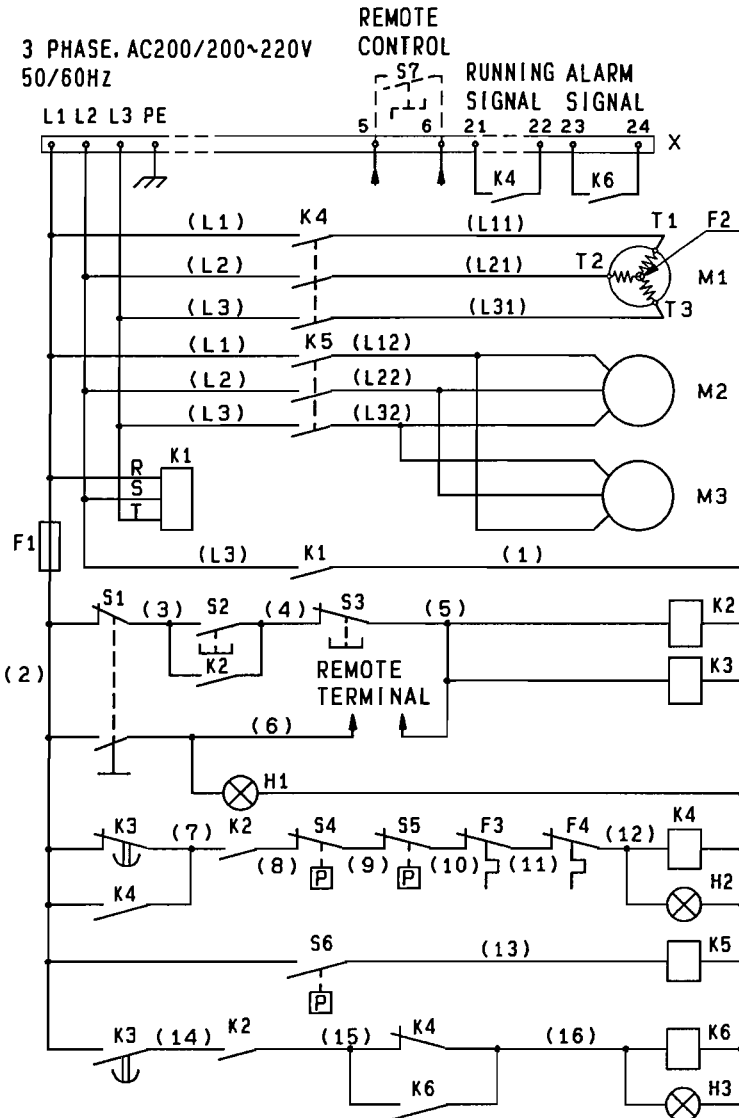 REMOTE
CONTROL
3 PHASE. AC200/200~220V
50/60HZ
S7
RUNNING ALARM
SIGNAL SIGNAL
L1 L2 L3 PE
5 6 21 22 23 24
X
K4 K6
(L1) K4 (L11) T1 F2
(L2) (L21) T2 M1
(L3) (L31) T3
(L1) K5 (L12)
(L2) (L22) M2
(L3) (L32)
K1
R
S
T
M3
F1
(L3) K1 (1)
S1 (3) S2 (4) S3 (5) K2
K2
(2)
REMOTE
TERMINAL
K3
(6)
H1
K3 (7) K2 S4 S5 F3 F4 (12) K4
(8) (9) (10) (11)
P P
K4 H2
S6 (13) K5
P
K3 (14) K2 (15) K4 (16) K6
K6 H3